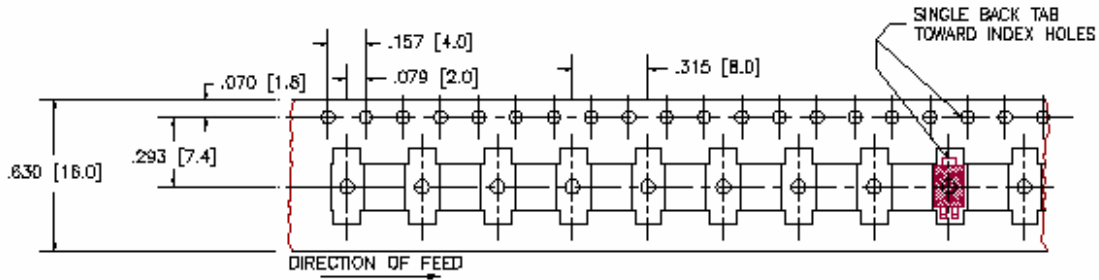 SINGLE BACK TAB
TOWARD INDEX HOLES
.157 [4.0]
.079 [2.0]
.315 [8.0]
.070 [1.8]
.293 [7.4]
.630 [16.0]
DIRECTION OF FEED